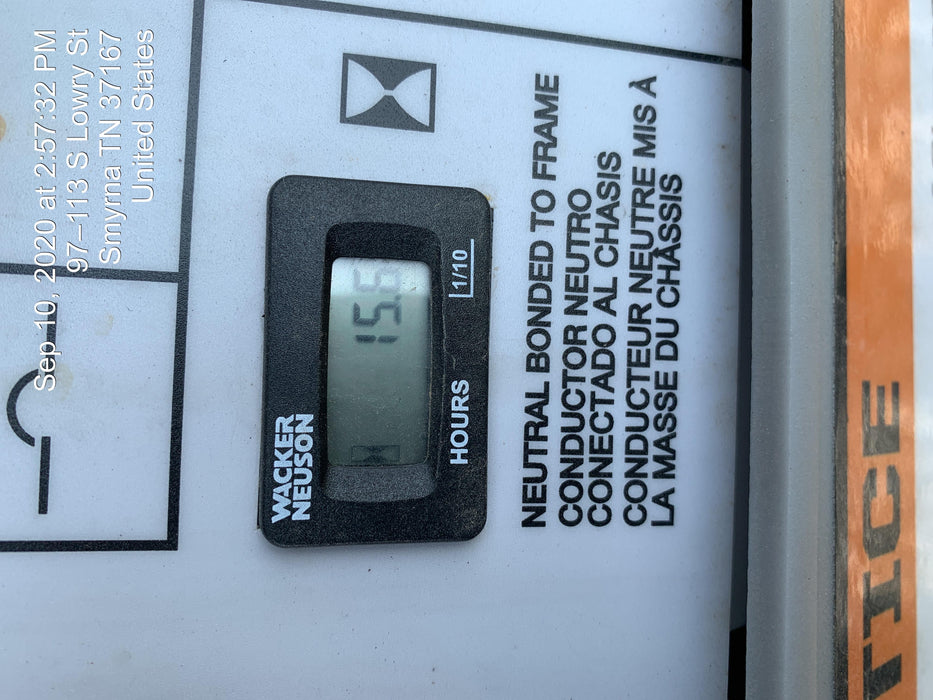 Sep 10, 2020 at 2:57:32 PM
97–113 S Lowry St
Smyrna TN 37167
United States
WACKER
NEUSON
15.6
HOURS
1/10
NEUTRAL BONDED TO FRAME
CONDUCTOR NEUTRO
CONECTADO AL CHASIS
CONDUCTEUR NEUTRE MIS À
LA MASSE DU CHÂSSIS
TICE